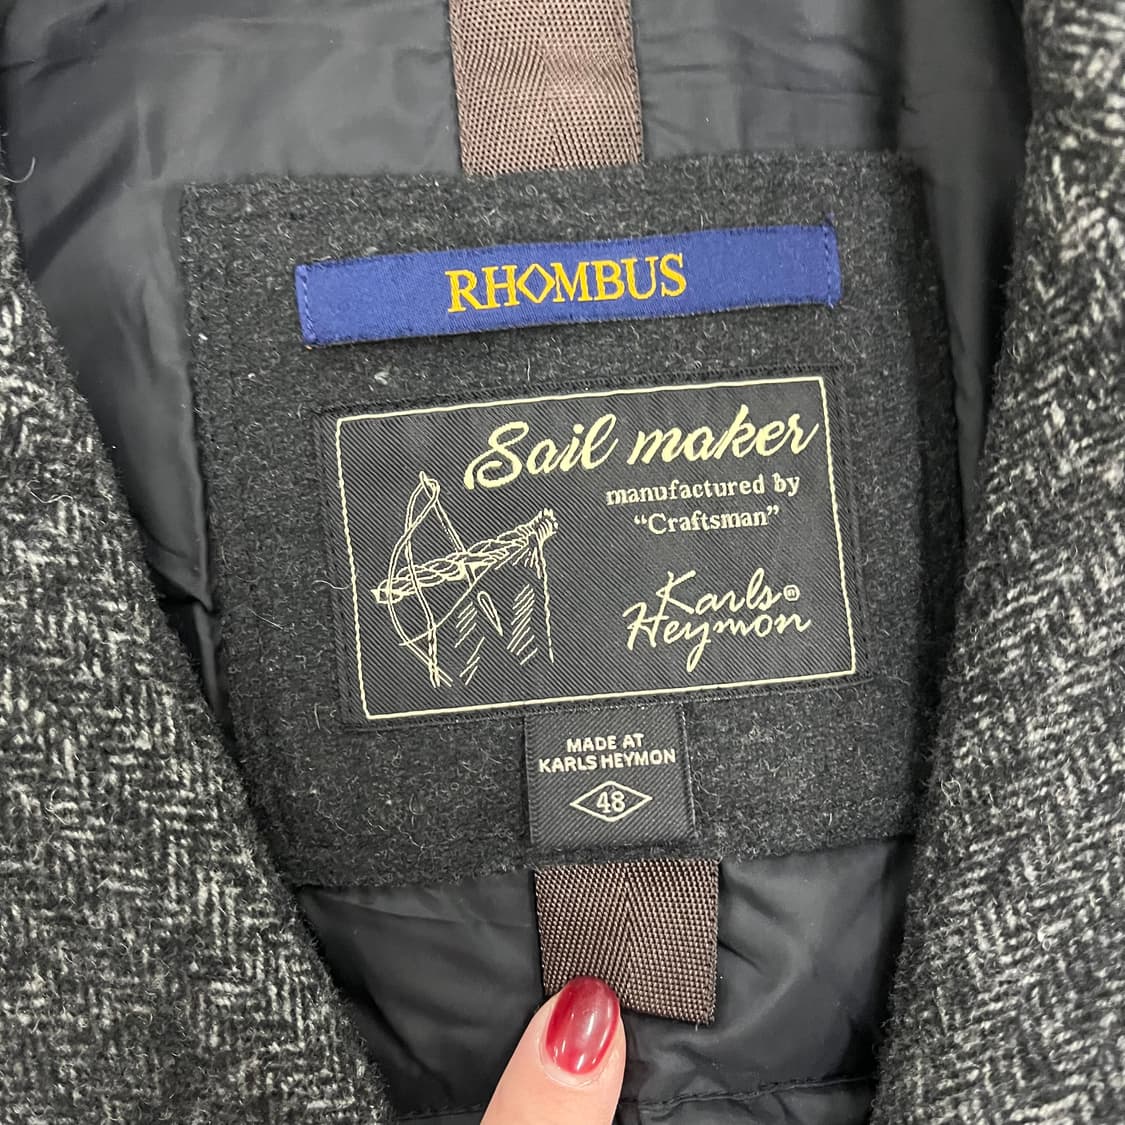 RHOMBUS
Sail maker
manufactured by
“Craftsman”
Karls®
Heymon
MADE AT
KARLS HEYMON
48